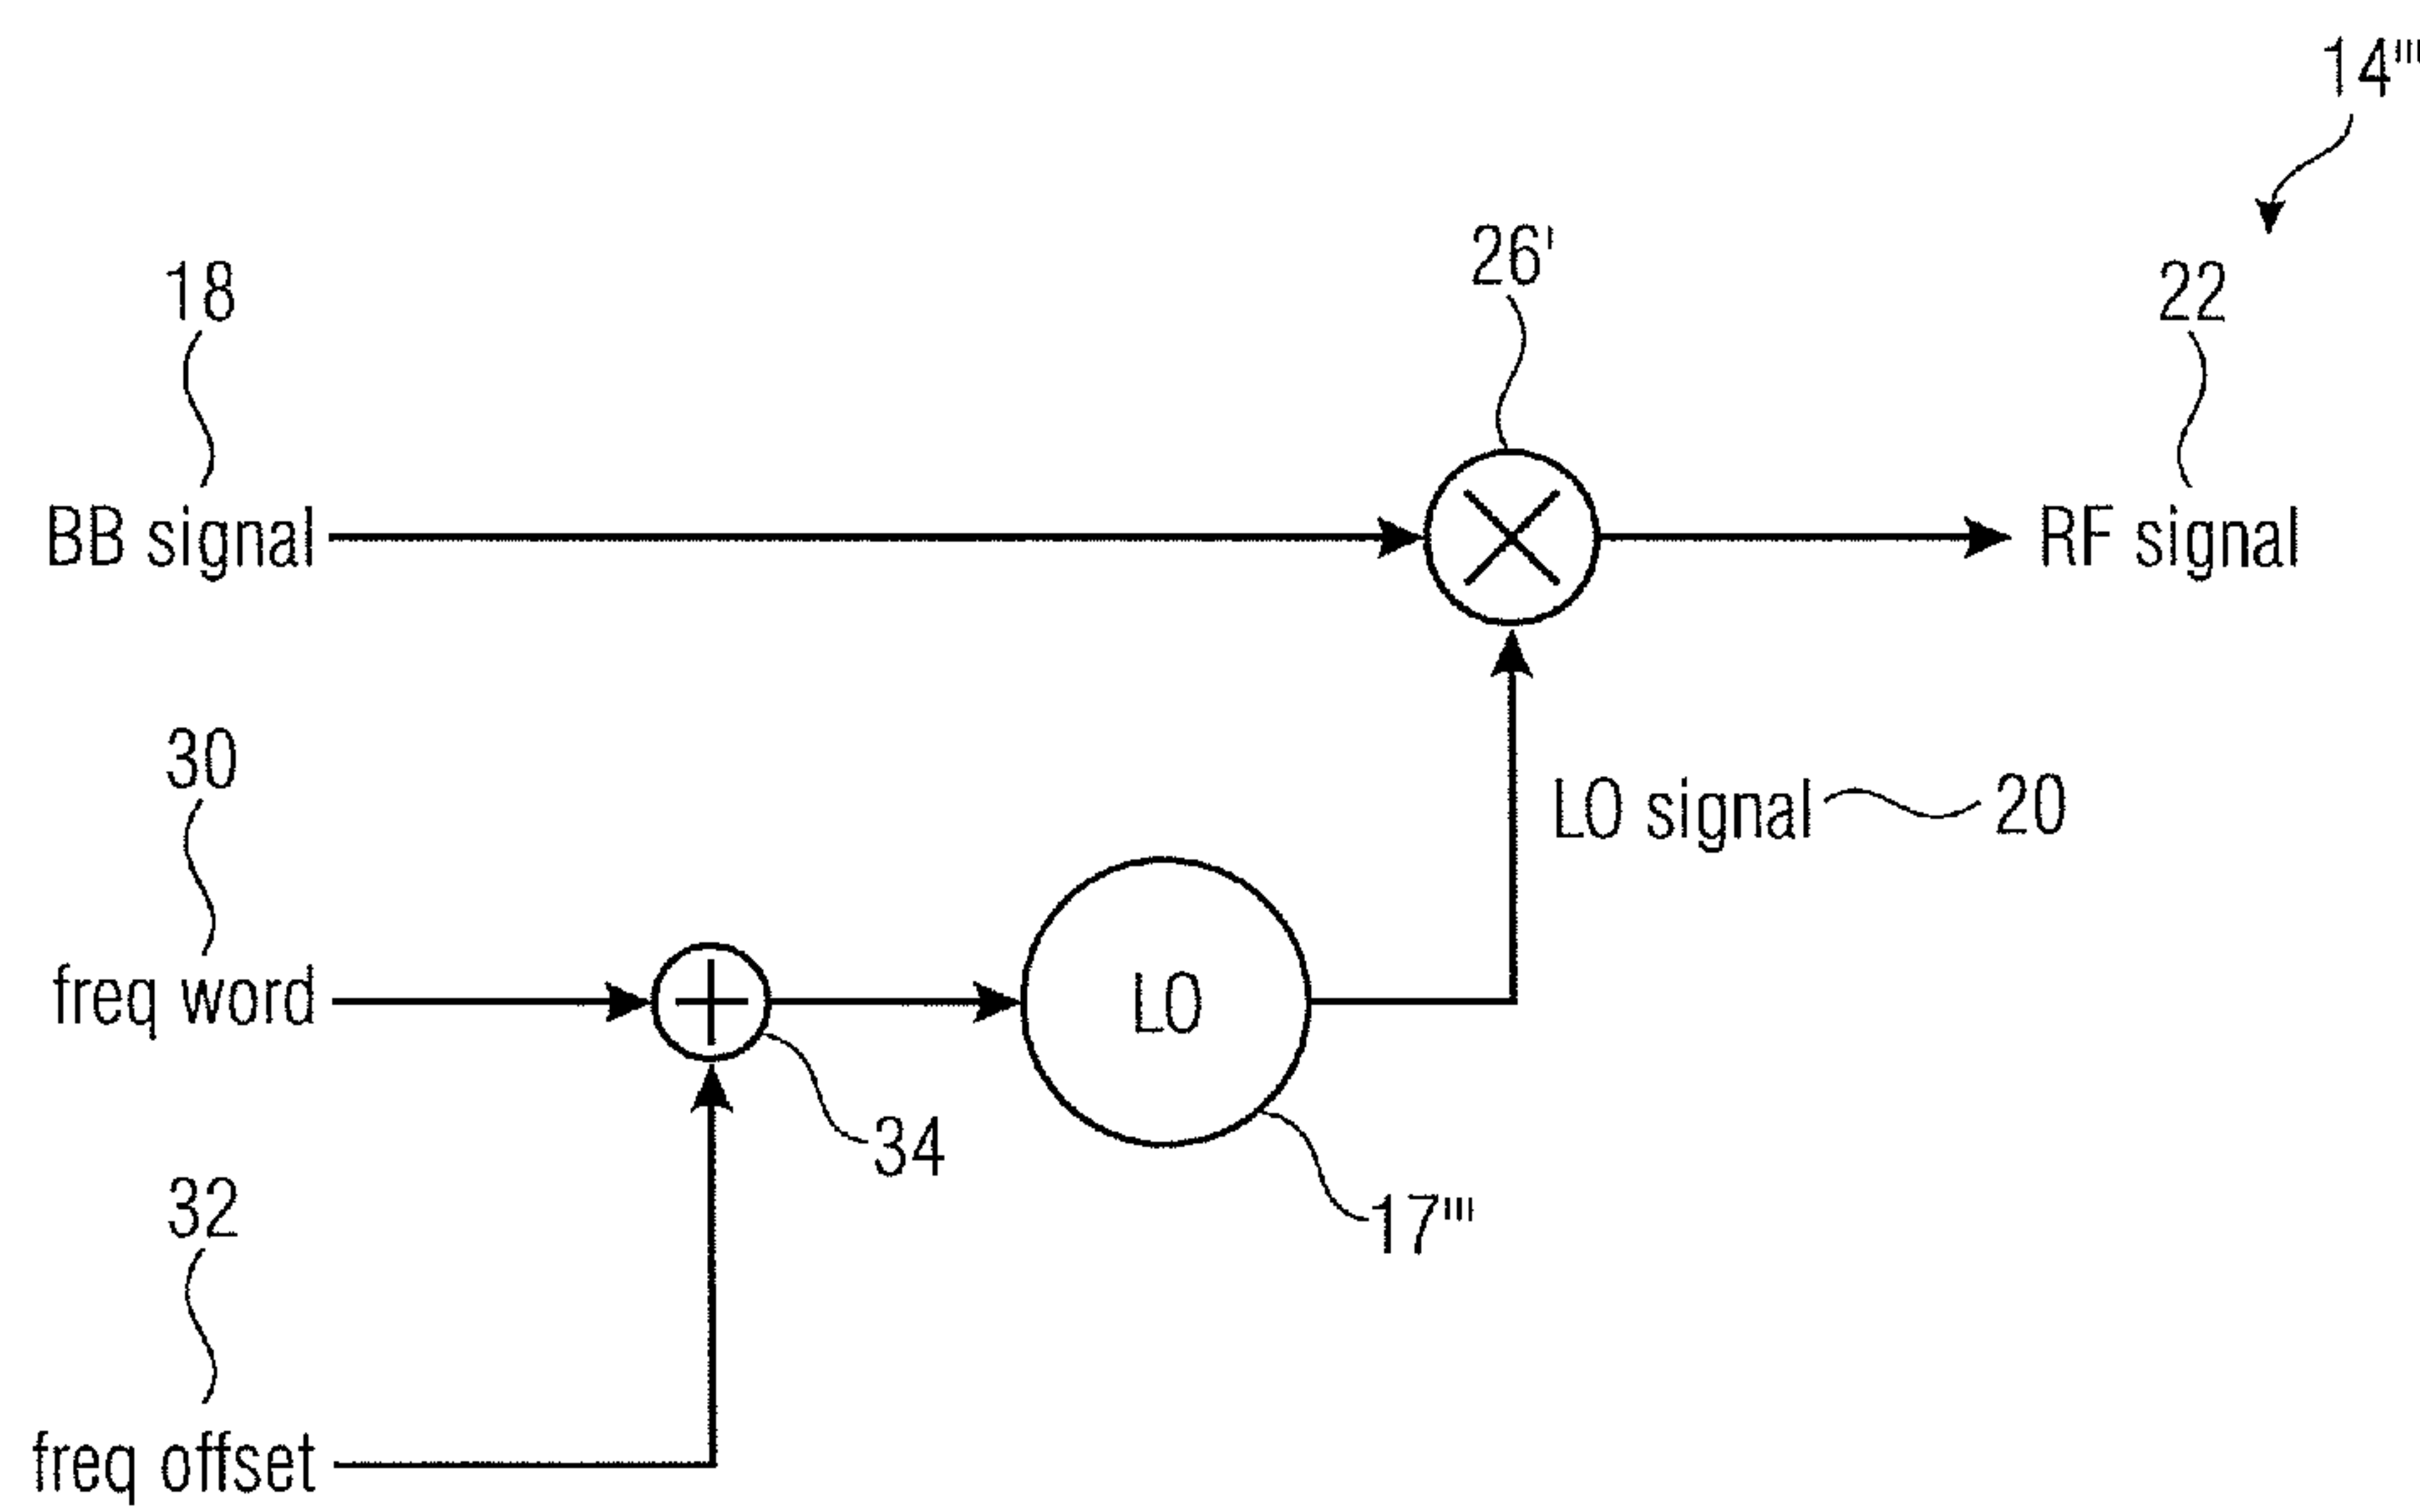 14'''
26'
18
22
BB signal
RF signal
30
LO signal
20
freq word
LO
34
32
17'''
freq offset